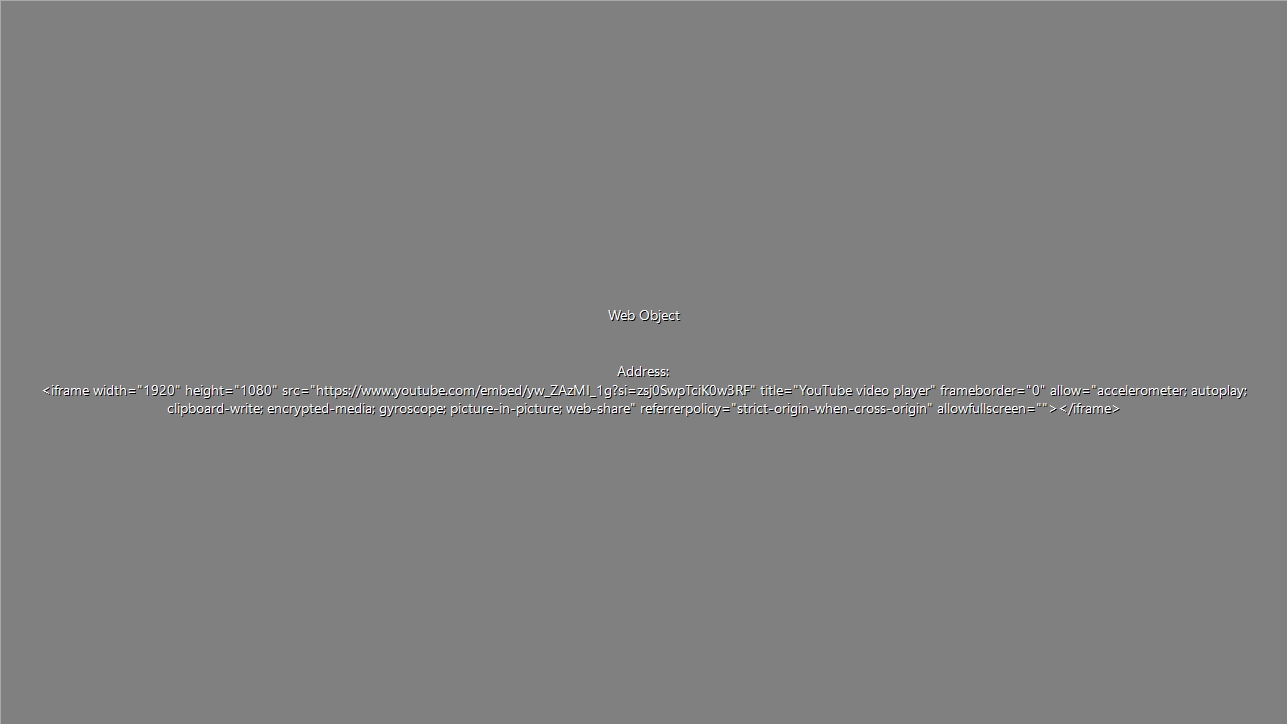 Web Object
Address:
<iframe width="1920" height="1080" src="https://www.youtube.com/embed/yw_ZAzMI_1g?si=zsj0SwpTciK0w3RF" title="YouTube video player" frameborder="0" allow="accelerometer; autoplay;
clipboard-write; encrypted-media; gyroscope; picture-in-picture; web-share" referrerpolicy="strict-origin-when-cross-origin" allowfullscreen=""></iframe>